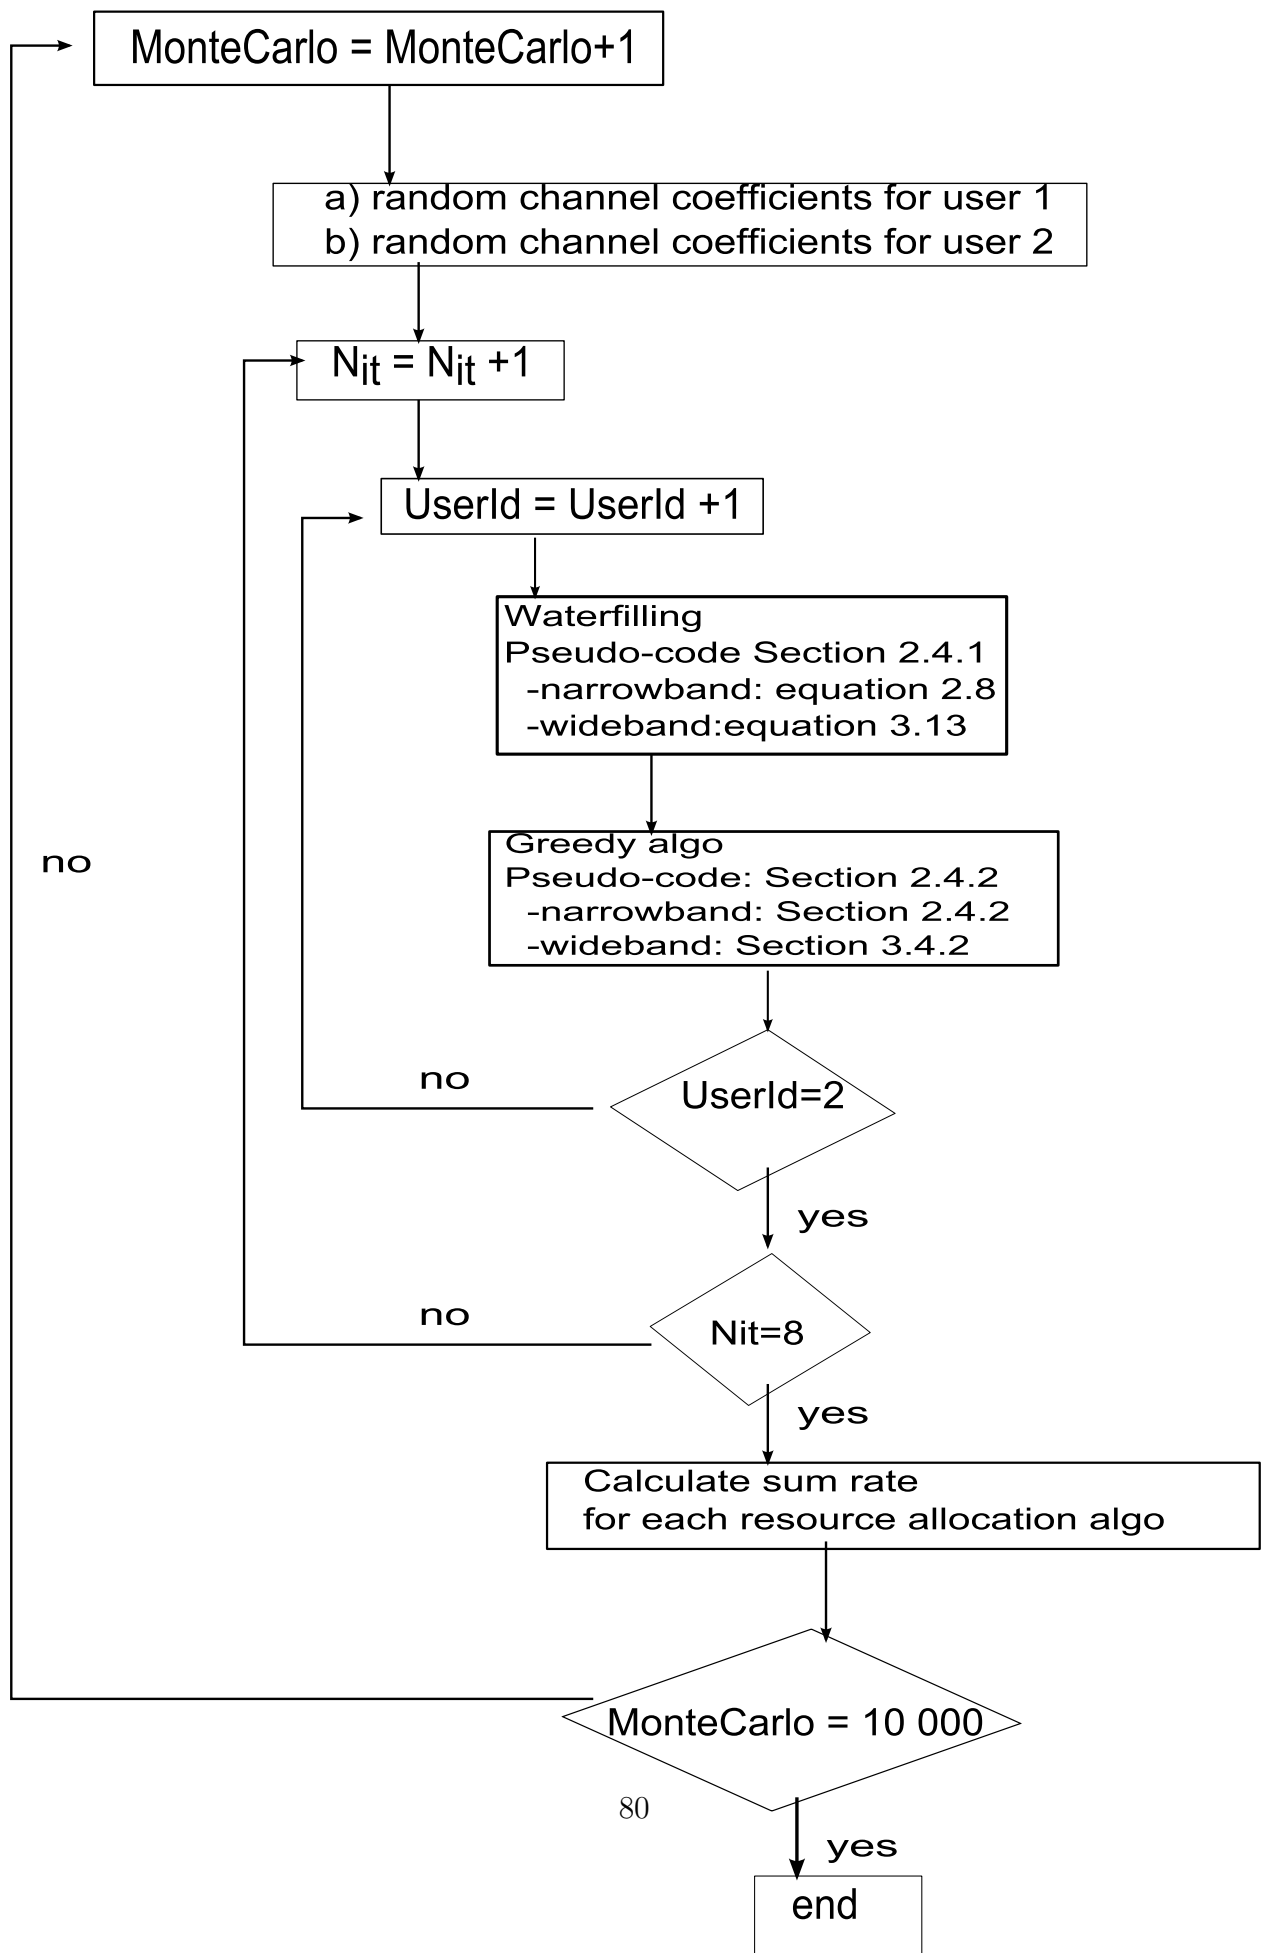 MonteCarlo = MonteCarlo+1
a) random channel coefficients for user 1
b) random channel coefficients for user 2
Nit = Nit +1
UserId = UserId +1
Waterfilling
Pseudo-code Section 2.4.1
-narrowband: equation 2.8
-wideband:equation 3.13
Greedy algo
Pseudo-code: Section 2.4.2
-narrowband: Section 2.4.2
-wideband: Section 3.4.2
no
no
UserId=2
yes
no
Nit=8
yes
Calculate sum rate
for each resource allocation algo
MonteCarlo = 10 000
80
yes
end